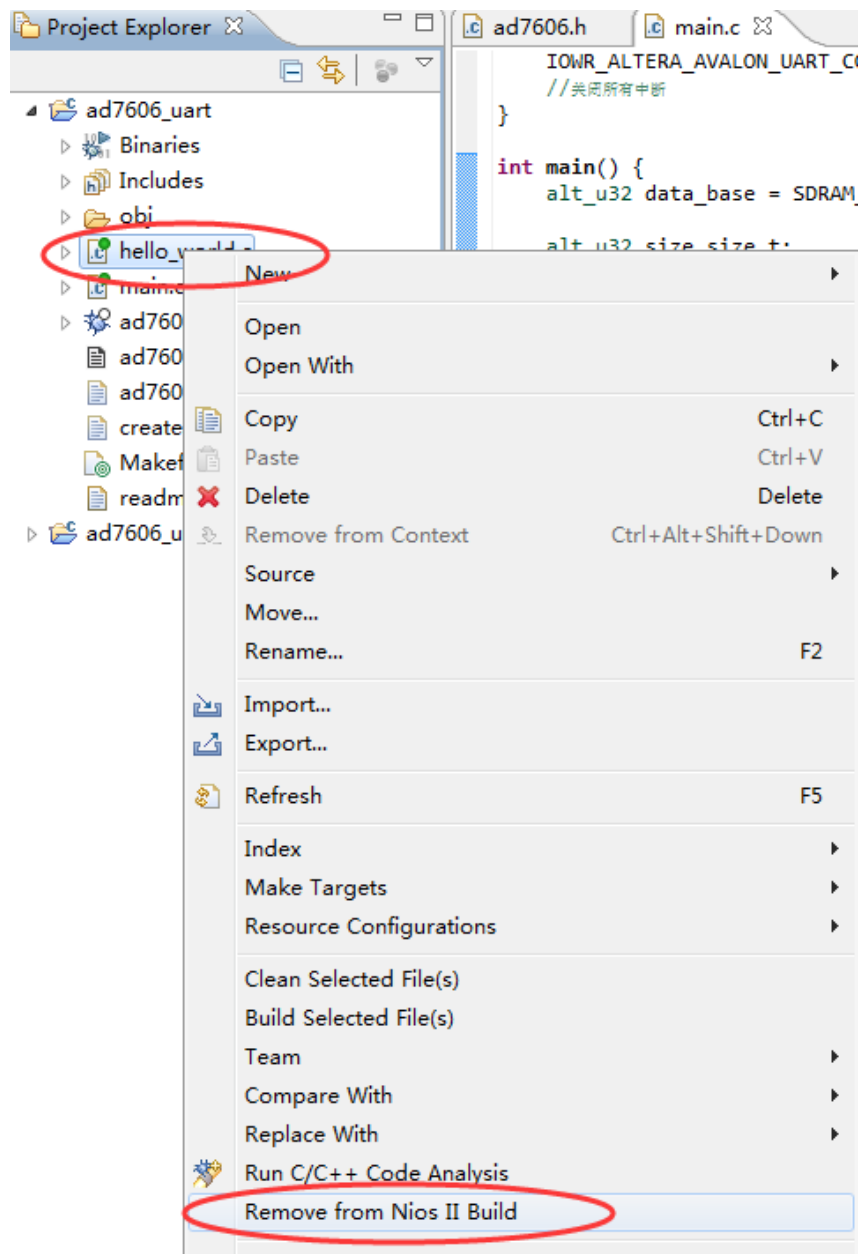 Project Explorer
ad7606.h
main.c
IOWR_ALTERA_AVALON_UART_CO
//关闭所有中断
}
int main() {
alt_u32 data_base = SDRAM_
alt_u32 size size t;
ad7606_uart
Binaries
Includes
obj
hello_world.c
main.c
ad760
ad760
ad760
create
Makef
readm
ad7606_u
New
Open
Open With
Copy Ctrl+C
Paste Ctrl+V
Delete Delete
Remove from Context Ctrl+Alt+Shift+Down
Source
Move...
Rename... F2
Import...
Export...
Refresh F5
Index
Make Targets
Resource Configurations
Clean Selected File(s)
Build Selected File(s)
Team
Compare With
Replace With
Run C/C++ Code Analysis
Remove from Nios II Build